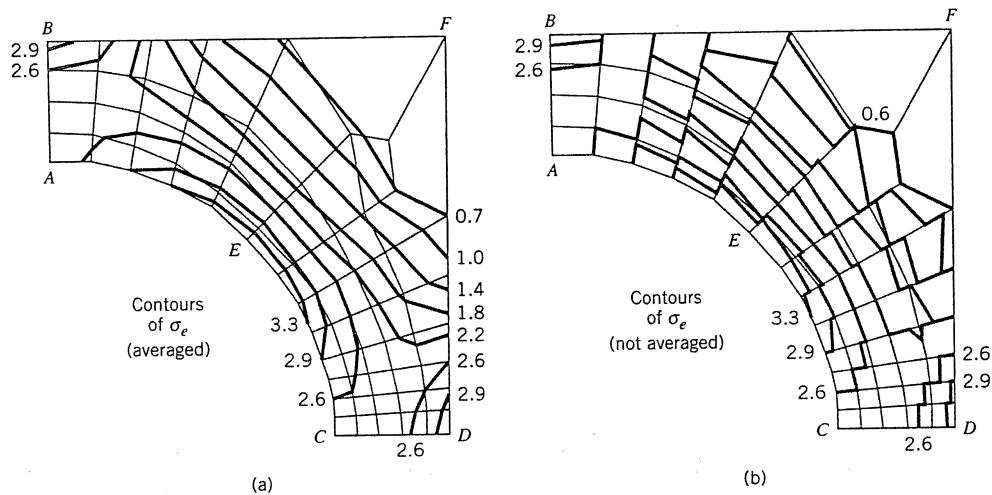 B
F
2.9
2.6
A
E
Contours
of σe
(averaged)
3.3
2.9
2.6
C
2.6
D
0.7
1.0
1.4
1.8
2.2
2.6
2.9
(a)
B
F
2.9
2.6
0.6
A
E
Contours
of σe
(not averaged)
3.3
2.9
2.6
C
2.6
D
2.6
2.9
(b)